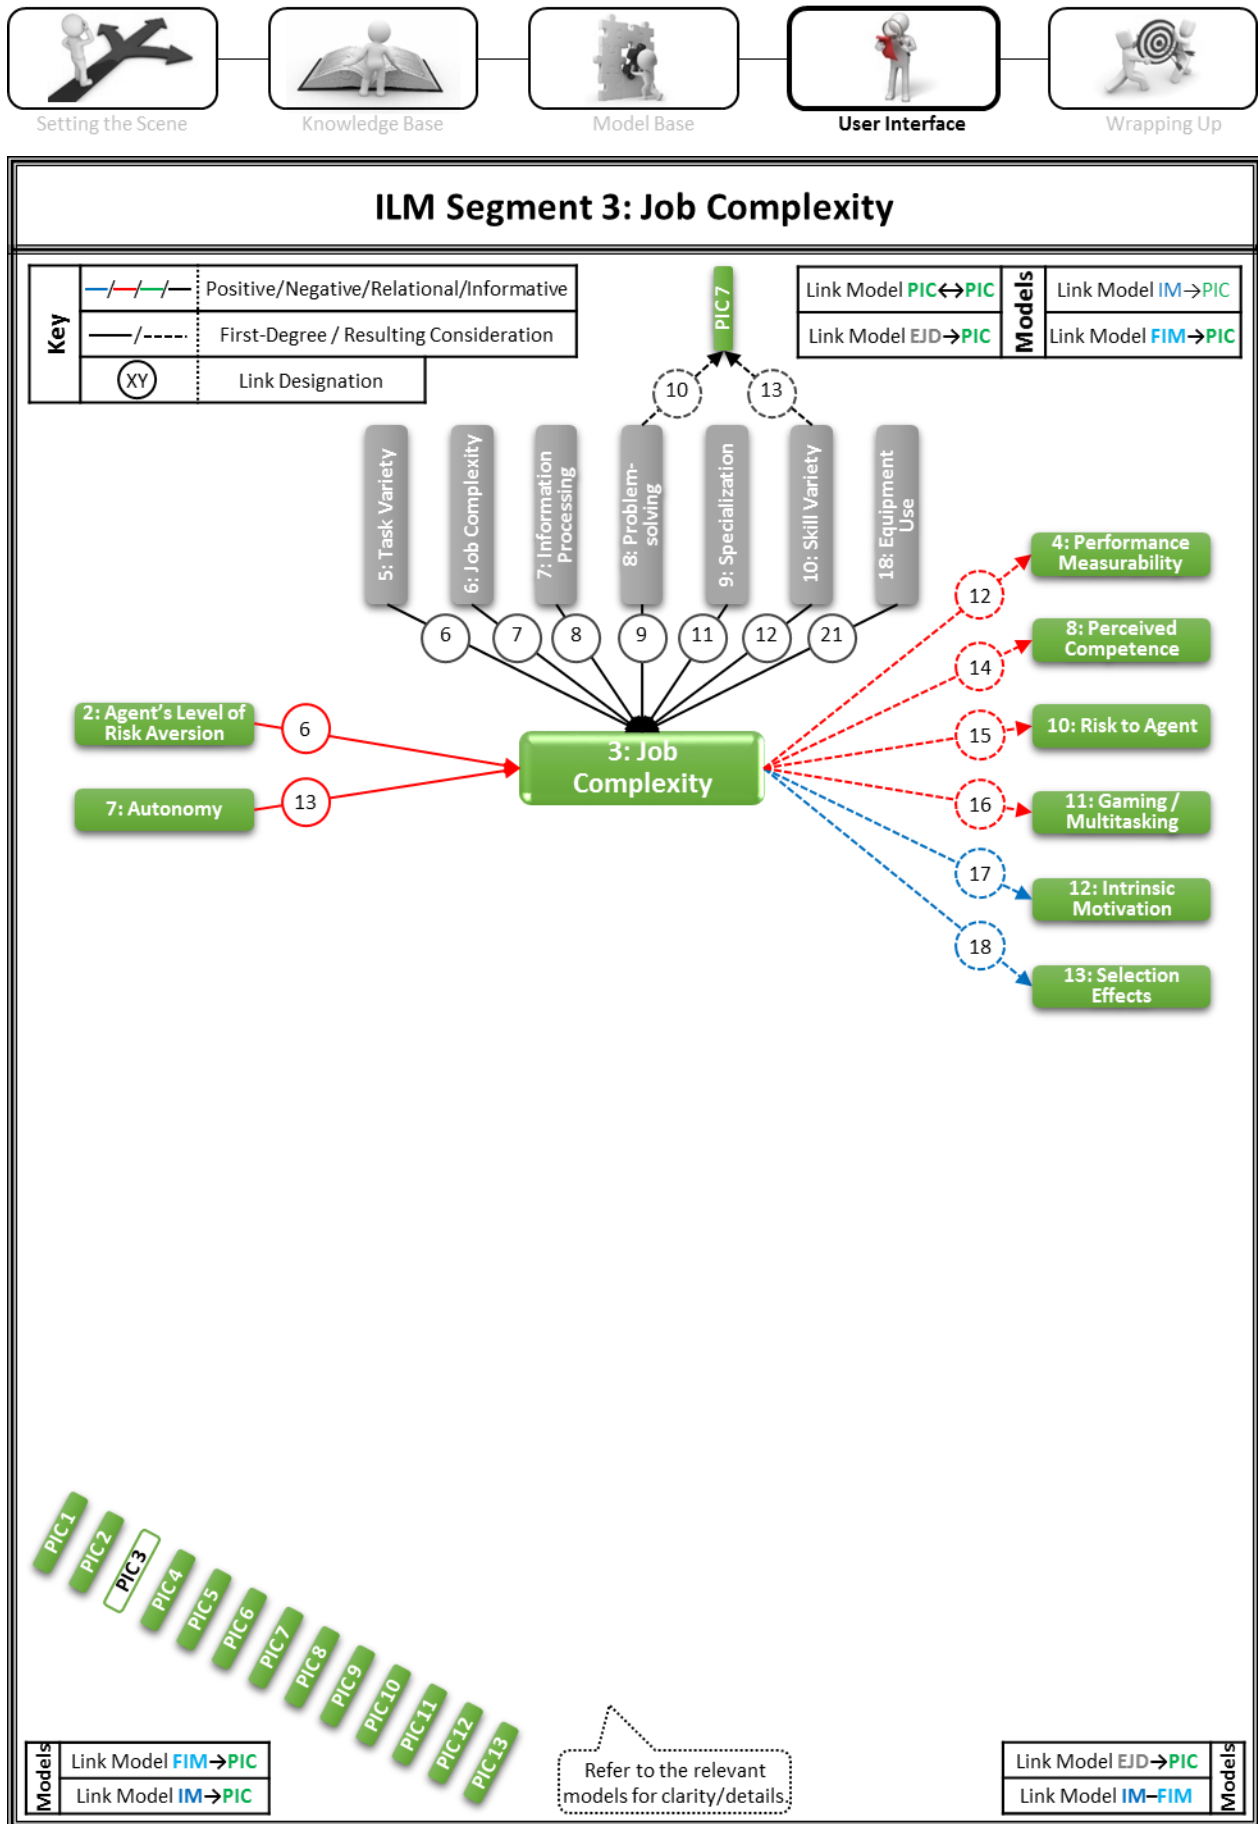 Setting the Scene
Knowledge Base
Model Base
User Interface
Wrapping Up
ILM Segment 3: Job Complexity
Key
—/—/—/— Positive/Negative/Relational/Informative
—/---- First-Degree / Resulting Consideration
XY Link Designation
PIC 7
Link Model PIC↔PIC
Link Model EJD→PIC
Models
Link Model IM→PIC
Link Model FIM→PIC
10
13
5: Task Variety
6: Job Complexity
7: Information
Processing
8: Problem-
solving
9: Specialization
10: Skill Variety
18: Equipment
Use
6
7
8
9
11
12
21
2: Agent's Level of
Risk Aversion
6
7: Autonomy
13
3: Job
Complexity
12
4: Performance
Measurability
14
8: Perceived
Competence
15
10: Risk to Agent
16
11: Gaming /
Multitasking
17
12: Intrinsic
Motivation
18
13: Selection
Effects
PIC 1
PIC 2
PIC 3
PIC 4
PIC 5
PIC 6
PIC 7
PIC 8
PIC 9
PIC 10
PIC 11
PIC 12
PIC 13
Models
Link Model FIM→PIC
Link Model IM→PIC
Refer to the relevant
models for clarity/details.
Link Model EJD→PIC
Link Model IM–FIM
Models